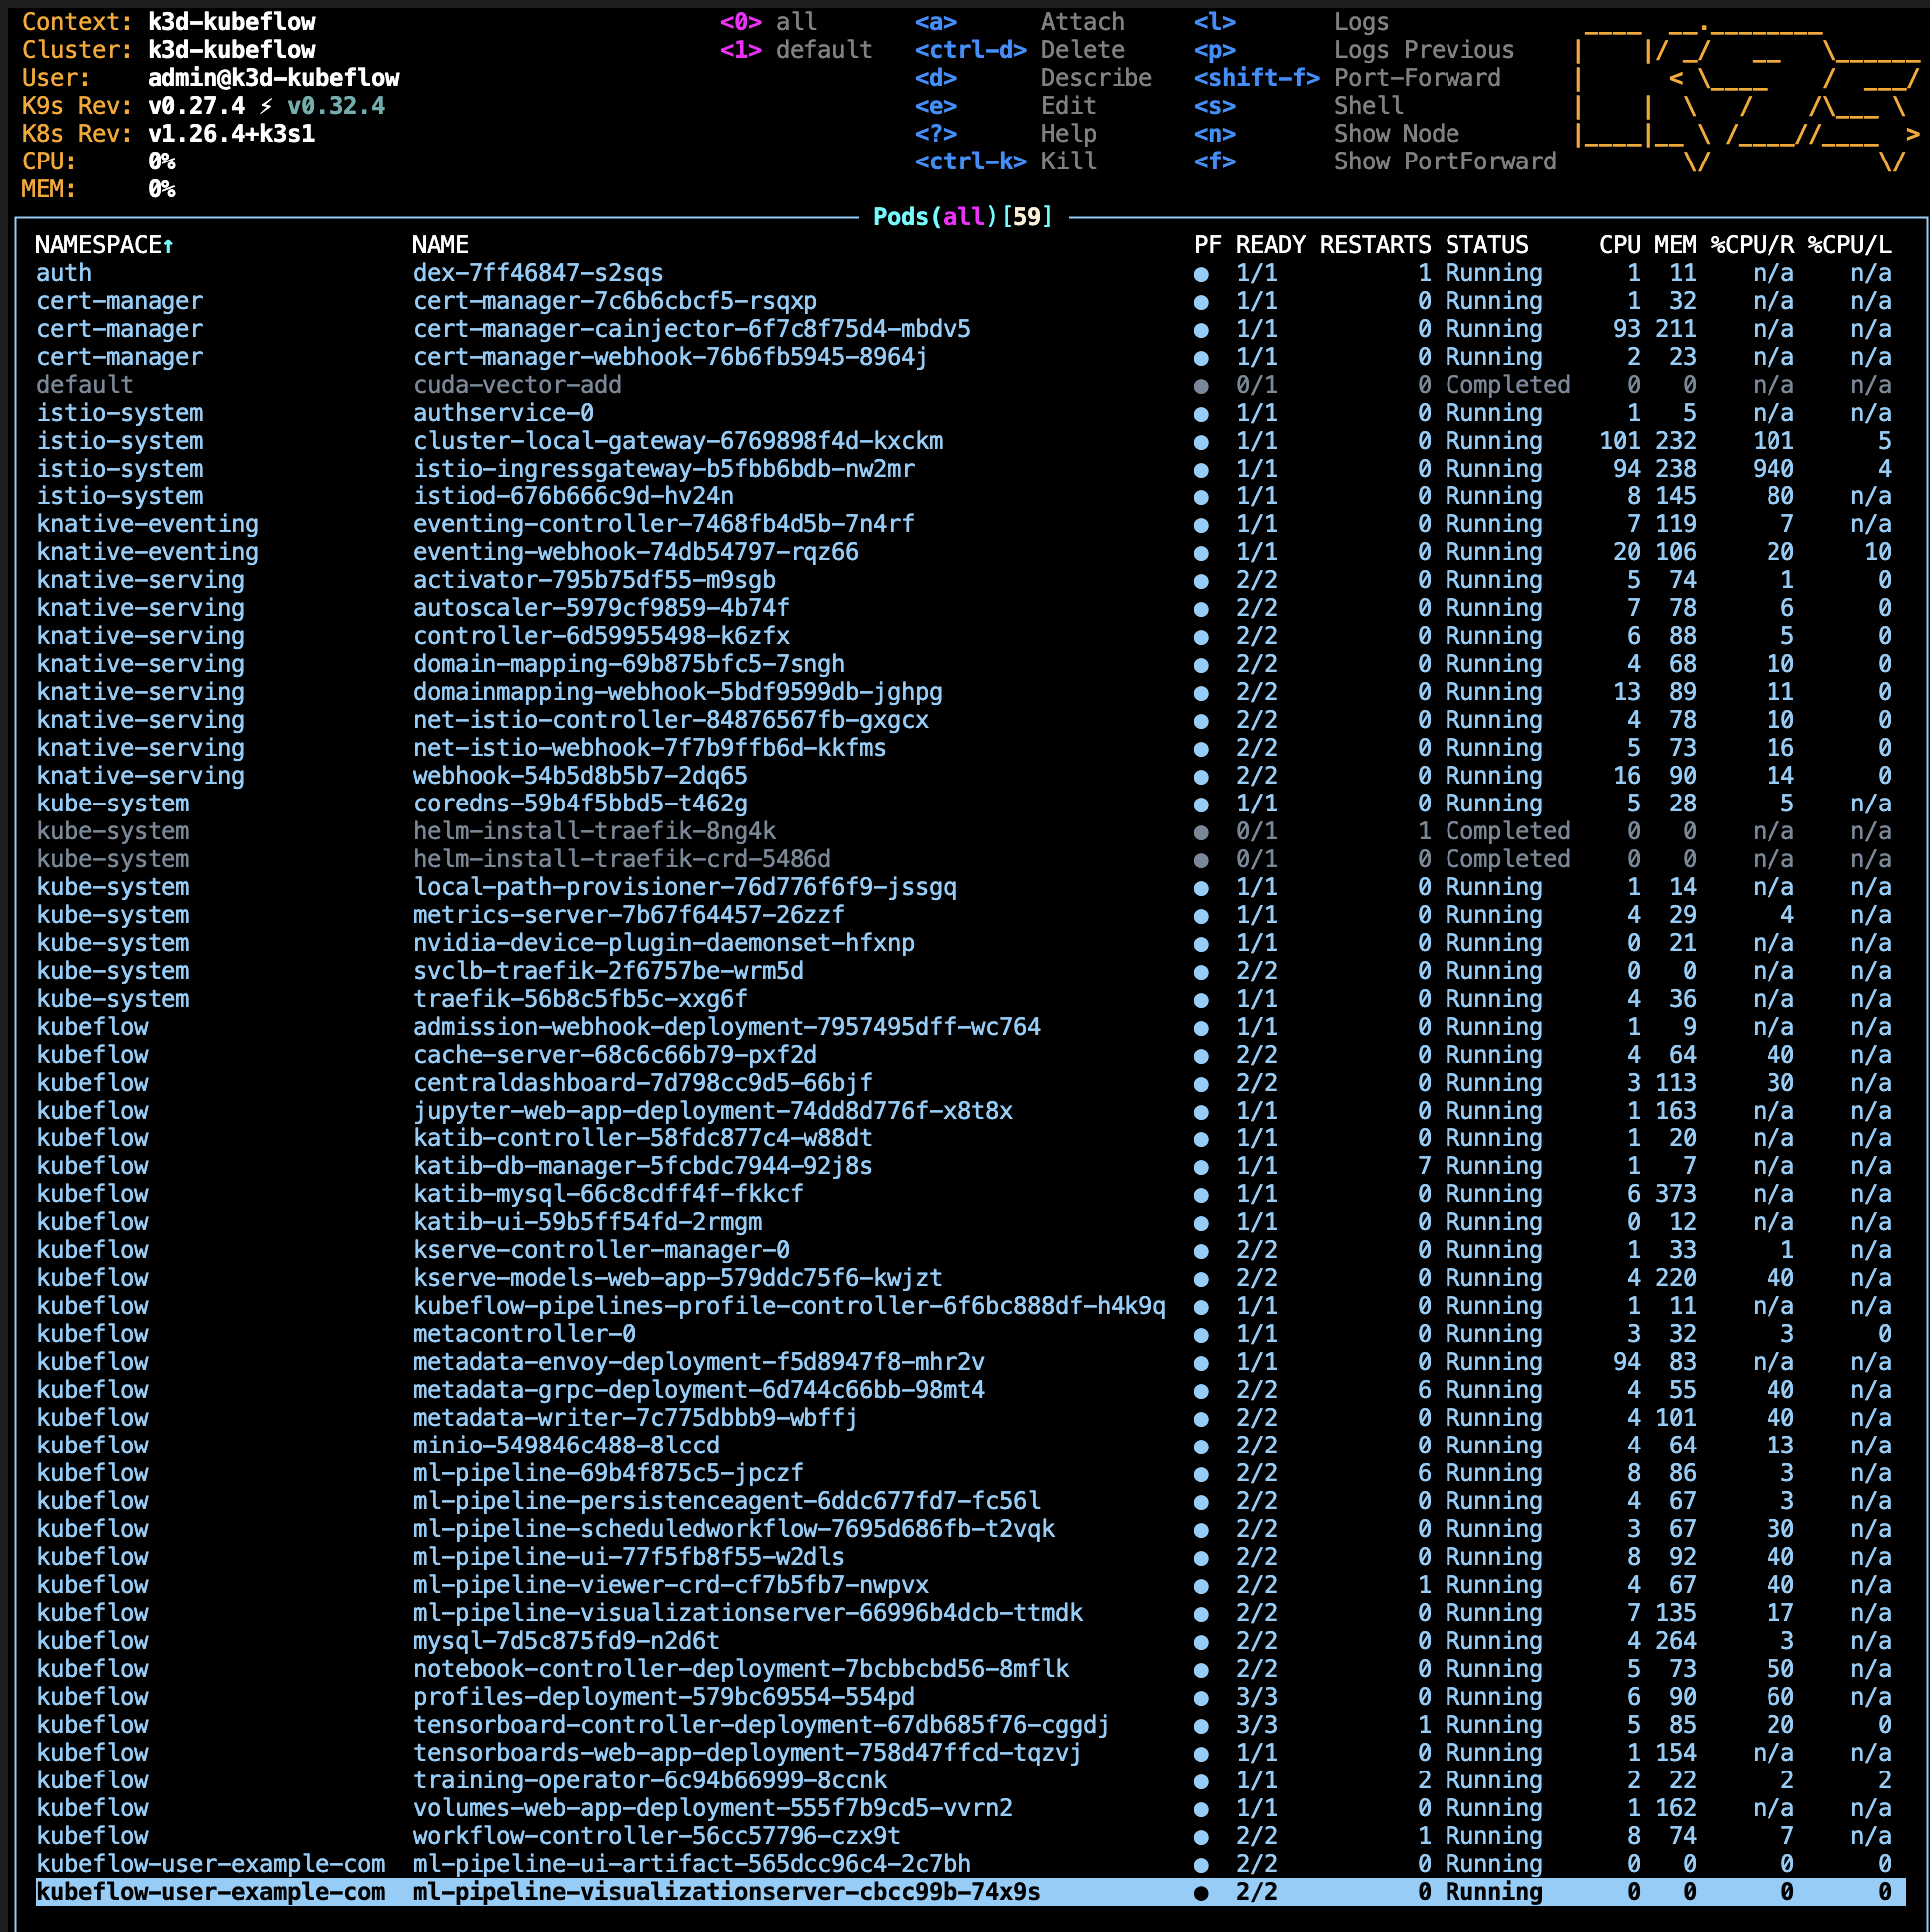 Context: k3d-kubeflow <0> all <a> Attach <l> Logs
Cluster: k3d-kubeflow <1> default <ctrl-d> Delete <p> Logs Previous
User: admin@k3d-kubeflow <d> Describe <shift-f> Port-Forward
K9s Rev: v0.27.4 ⚡ v0.32.4 <e> Edit <s> Shell
K8s Rev: v1.26.4+k3s1 <?> Help <n> Show Node
CPU: 0% <ctrl-k> Kill <f> Show PortForward
MEM: 0%
Pods(all)[59]
NAMESPACE↑ NAME PF READY RESTARTS STATUS CPU MEM %CPU/R %CPU/L
auth dex-7ff46847-s2sqs ● 1/1 1 Running 1 11 n/a n/a
cert-manager cert-manager-7c6b6cbcf5-rsqxp ● 1/1 0 Running 1 32 n/a n/a
cert-manager cert-manager-cainjector-6f7c8f75d4-mbdv5 ● 1/1 0 Running 93 211 n/a n/a
cert-manager cert-manager-webhook-76b6fb5945-8964j ● 1/1 0 Running 2 23 n/a n/a
default cuda-vector-add ● 0/1 0 Completed 0 0 n/a n/a
istio-system authservice-0 ● 1/1 0 Running 1 5 n/a n/a
istio-system cluster-local-gateway-6769898f4d-kxckm ● 1/1 0 Running 101 232 101 5
istio-system istio-ingressgateway-b5fbb6bdb-nw2mr ● 1/1 0 Running 94 238 940 4
istio-system istiod-676b666c9d-hv24n ● 1/1 0 Running 8 145 80 n/a
knative-eventing eventing-controller-7468fb4d5b-7n4rf ● 1/1 0 Running 7 119 7 n/a
knative-eventing eventing-webhook-74db54797-rqz66 ● 1/1 0 Running 20 106 20 10
knative-serving activator-795b75df55-m9sgb ● 2/2 0 Running 5 74 1 0
knative-serving autoscaler-5979cf9859-4b74f ● 2/2 0 Running 7 78 6 0
knative-serving controller-6d59955498-k6zfx ● 2/2 0 Running 6 88 5 0
knative-serving domain-mapping-69b875bfc5-7sngh ● 2/2 0 Running 4 68 10 0
knative-serving domainmapping-webhook-5bdf9599db-jghpg ● 2/2 0 Running 13 89 11 0
knative-serving net-istio-controller-84876567fb-gxgcx ● 2/2 0 Running 4 78 10 0
knative-serving net-istio-webhook-7f7b9ffb6d-kkfms ● 2/2 0 Running 5 73 16 0
knative-serving webhook-54b5d8b5b7-2dq65 ● 2/2 0 Running 16 90 14 0
kube-system coredns-59b4f5bbd5-t462g ● 1/1 0 Running 5 28 5 n/a
kube-system helm-install-traefik-8ng4k ● 0/1 1 Completed 0 0 n/a n/a
kube-system helm-install-traefik-crd-5486d ● 0/1 0 Completed 0 0 n/a n/a
kube-system local-path-provisioner-76d776f6f9-jssgq ● 1/1 0 Running 1 14 n/a n/a
kube-system metrics-server-7b67f64457-26zzf ● 1/1 0 Running 4 29 4 n/a
kube-system nvidia-device-plugin-daemonset-hfxnp ● 1/1 0 Running 0 21 n/a n/a
kube-system svclb-traefik-2f6757be-wrm5d ● 2/2 0 Running 0 0 n/a n/a
kube-system traefik-56b8c5fb5c-xxg6f ● 1/1 0 Running 4 36 n/a n/a
kubeflow admission-webhook-deployment-7957495dff-wc764 ● 1/1 0 Running 1 9 n/a n/a
kubeflow cache-server-68c6c66b79-pxf2d ● 2/2 0 Running 4 64 40 n/a
kubeflow centraldashboard-7d798cc9d5-66bjf ● 2/2 0 Running 3 113 30 n/a
kubeflow jupyter-web-app-deployment-74dd8d776f-x8t8x ● 1/1 0 Running 1 163 n/a n/a
kubeflow katib-controller-58fdc877c4-w88dt ● 1/1 0 Running 1 20 n/a n/a
kubeflow katib-db-manager-5fcbdc7944-92j8s ● 1/1 7 Running 1 7 n/a n/a
kubeflow katib-mysql-66c8cdff4f-fkkcf ● 1/1 0 Running 6 373 n/a n/a
kubeflow katib-ui-59b5ff54fd-2rmgm ● 1/1 0 Running 0 12 n/a n/a
kubeflow kserve-controller-manager-0 ● 2/2 0 Running 1 33 1 n/a
kubeflow kserve-models-web-app-579ddc75f6-kwjzt ● 2/2 0 Running 4 220 40 n/a
kubeflow kubeflow-pipelines-profile-controller-6f6bc888df-h4k9q ● 1/1 0 Running 1 11 n/a n/a
kubeflow metacontroller-0 ● 1/1 0 Running 3 32 3 0
kubeflow metadata-envoy-deployment-f5d8947f8-mhr2v ● 1/1 0 Running 94 83 n/a n/a
kubeflow metadata-grpc-deployment-6d744c66bb-98mt4 ● 2/2 6 Running 4 55 40 n/a
kubeflow metadata-writer-7c775dbbb9-wbffj ● 2/2 0 Running 4 101 40 n/a
kubeflow minio-549846c488-8lccd ● 2/2 0 Running 4 64 13 n/a
kubeflow ml-pipeline-69b4f875c5-jpczf ● 2/2 6 Running 8 86 3 n/a
kubeflow ml-pipeline-persistenceagent-6ddc677fd7-fc56l ● 2/2 0 Running 4 67 3 n/a
kubeflow ml-pipeline-scheduledworkflow-7695d686fb-t2vqk ● 2/2 0 Running 3 67 30 n/a
kubeflow ml-pipeline-ui-77f5fb8f55-w2dls ● 2/2 0 Running 8 92 40 n/a
kubeflow ml-pipeline-viewer-crd-cf7b5fb7-nwpvx ● 2/2 1 Running 4 67 40 n/a
kubeflow ml-pipeline-visualizationserver-66996b4dcb-ttmdk ● 2/2 0 Running 7 135 17 n/a
kubeflow mysql-7d5c875fd9-n2d6t ● 2/2 0 Running 4 264 3 n/a
kubeflow notebook-controller-deployment-7bcbbcbd56-8mflk ● 2/2 0 Running 5 73 50 n/a
kubeflow profiles-deployment-579bc69554-554pd ● 3/3 0 Running 6 90 60 n/a
kubeflow tensorboard-controller-deployment-67db685f76-cggdj ● 3/3 1 Running 5 85 20 0
kubeflow tensorboards-web-app-deployment-758d47ffcd-tqzvj ● 1/1 0 Running 1 154 n/a n/a
kubeflow training-operator-6c94b66999-8ccnk ● 1/1 2 Running 2 22 2 2
kubeflow volumes-web-app-deployment-555f7b9cd5-vvrn2 ● 1/1 0 Running 1 162 n/a n/a
kubeflow workflow-controller-56cc57796-czx9t ● 2/2 1 Running 8 74 7 n/a
kubeflow-user-example-com ml-pipeline-ui-artifact-565dcc96c4-2c7bh ● 2/2 0 Running 0 0 0 0
kubeflow-user-example-com ml-pipeline-visualizationserver-cbcc99b-74x9s ● 2/2 0 Running 0 0 0 0